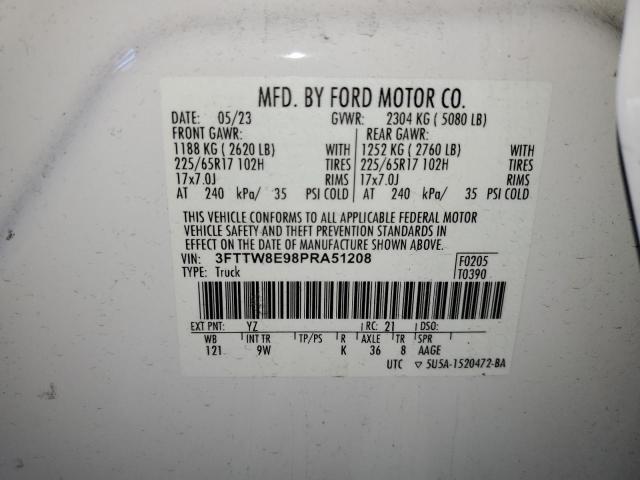 MFD. BY FORD MOTOR CO.
DATE: 05/23 GVWR: 2304 KG ( 5080 LB)
FRONT GAWR: REAR GAWR:
1188 KG ( 2620 LB) WITH 1252 KG ( 2760 LB) WITH
225/65R17 102H TIRES 225/65R17 102H TIRES
17x7.0J RIMS 17x7.0J RIMS
AT 240 kPa/ 35 PSI COLD AT 240 kPa/ 35 PSI COLD
THIS VEHICLE CONFORMS TO ALL APPLICABLE FEDERAL MOTOR
VEHICLE SAFETY AND THEFT PREVENTION STANDARDS IN
EFFECT ON THE DATE OF MANUFACTURE SHOWN ABOVE.
VIN: 3FTTW8E98PRA51208 F0205
TYPE: Truck T0390
EXT PNT: YZ RC: 21 DSO:
WB INT TR TP/PS R AXLE TR SPR
121 9W K 36 8 AAGE
UTC ▽ 5U5A-1520472-BA